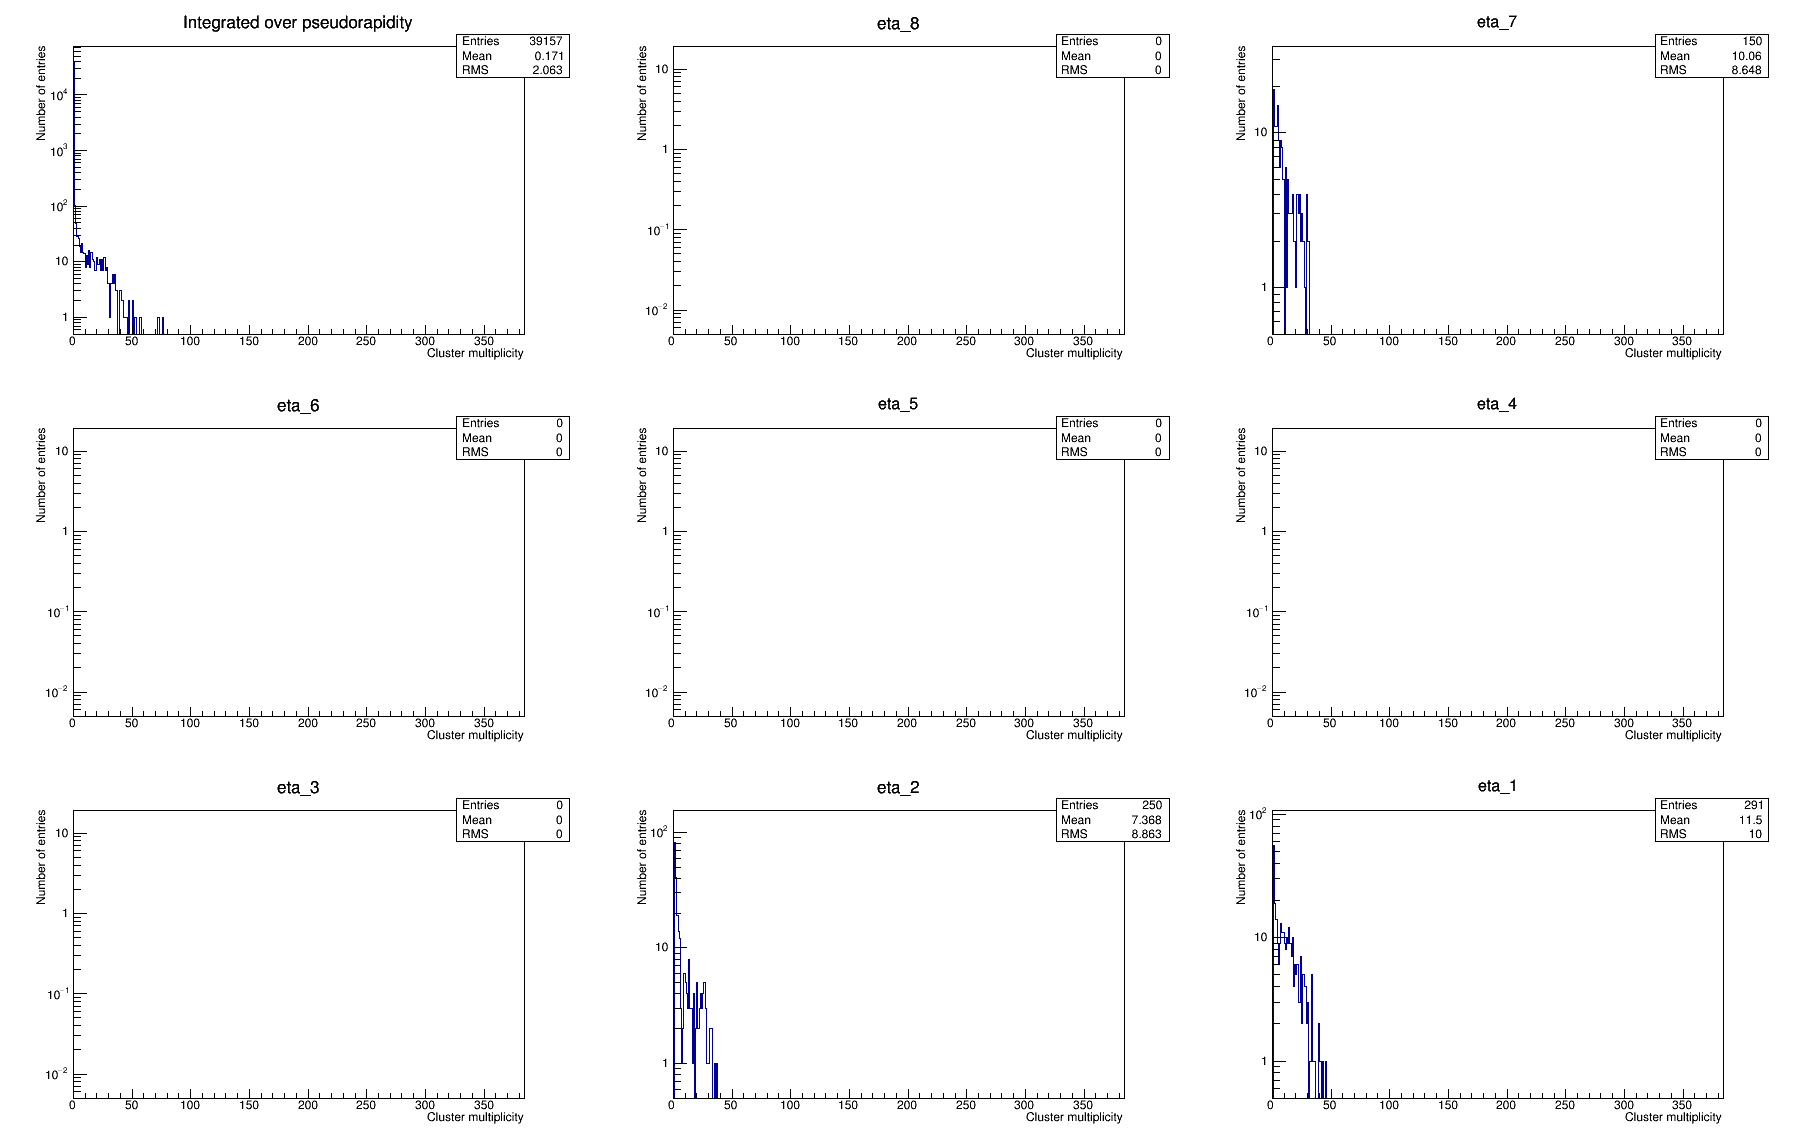 Integrated over pseudorapidity
Number of entries
Entries 39157
Mean 0.171
RMS 2.063
10⁴
10³
10²
10
1
0 50 100 150 200 250 300 350
Cluster multiplicity
eta_8
Number of entries
Entries 0
Mean 0
RMS 0
10
1
10⁻¹
10⁻²
0 50 100 150 200 250 300 350
Cluster multiplicity
eta_7
Number of entries
Entries 150
Mean 10.06
RMS 8.648
10
1
0 50 100 150 200 250 300 350
Cluster multiplicity
eta_6
Number of entries
Entries 0
Mean 0
RMS 0
10
1
10⁻¹
10⁻²
0 50 100 150 200 250 300 350
Cluster multiplicity
eta_5
Number of entries
Entries 0
Mean 0
RMS 0
10
1
10⁻¹
10⁻²
0 50 100 150 200 250 300 350
Cluster multiplicity
eta_4
Number of entries
Entries 0
Mean 0
RMS 0
10
1
10⁻¹
10⁻²
0 50 100 150 200 250 300 350
Cluster multiplicity
eta_3
Number of entries
Entries 0
Mean 0
RMS 0
10
1
10⁻¹
10⁻²
0 50 100 150 200 250 300 350
Cluster multiplicity
eta_2
Number of entries
Entries 250
Mean 7.368
RMS 8.863
10²
10
1
0 50 100 150 200 250 300 350
Cluster multiplicity
eta_1
Number of entries
Entries 291
Mean 11.5
RMS 10
10²
10
1
0 50 100 150 200 250 300 350
Cluster multiplicity